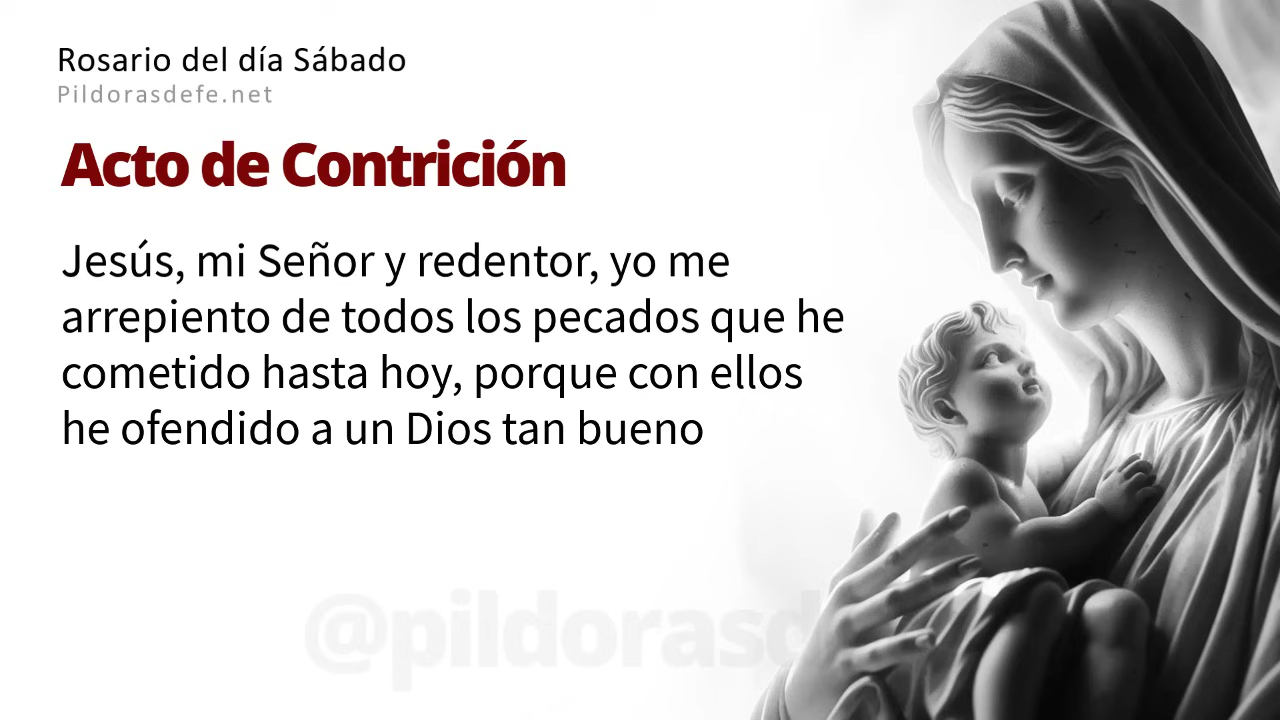 Rosario del día Sábado
Pildorasdefe.net
Acto de Contrición
Jesús, mi Señor y redentor, yo me
arrepiento de todos los pecados que he
cometido hasta hoy, porque con ellos
he ofendido a un Dios tan bueno
@pildorasd